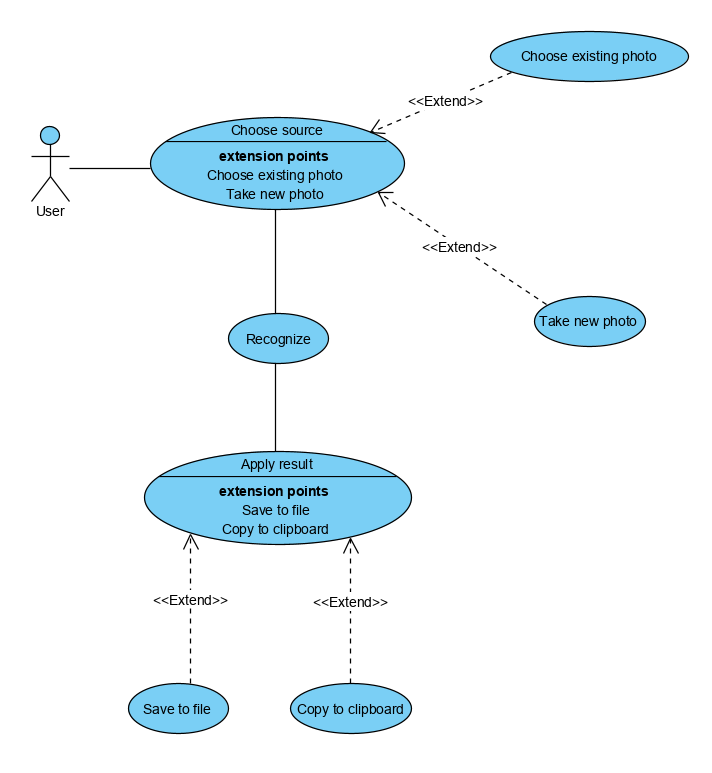 Choose existing photo
<<Extend>>
Choose source
extension points
Choose existing photo
Take new photo
User
<<Extend>>
Take new photo
Recognize
Apply result
extension points
Save to file
Copy to clipboard
<<Extend>>
<<Extend>>
Save to file
Copy to clipboard